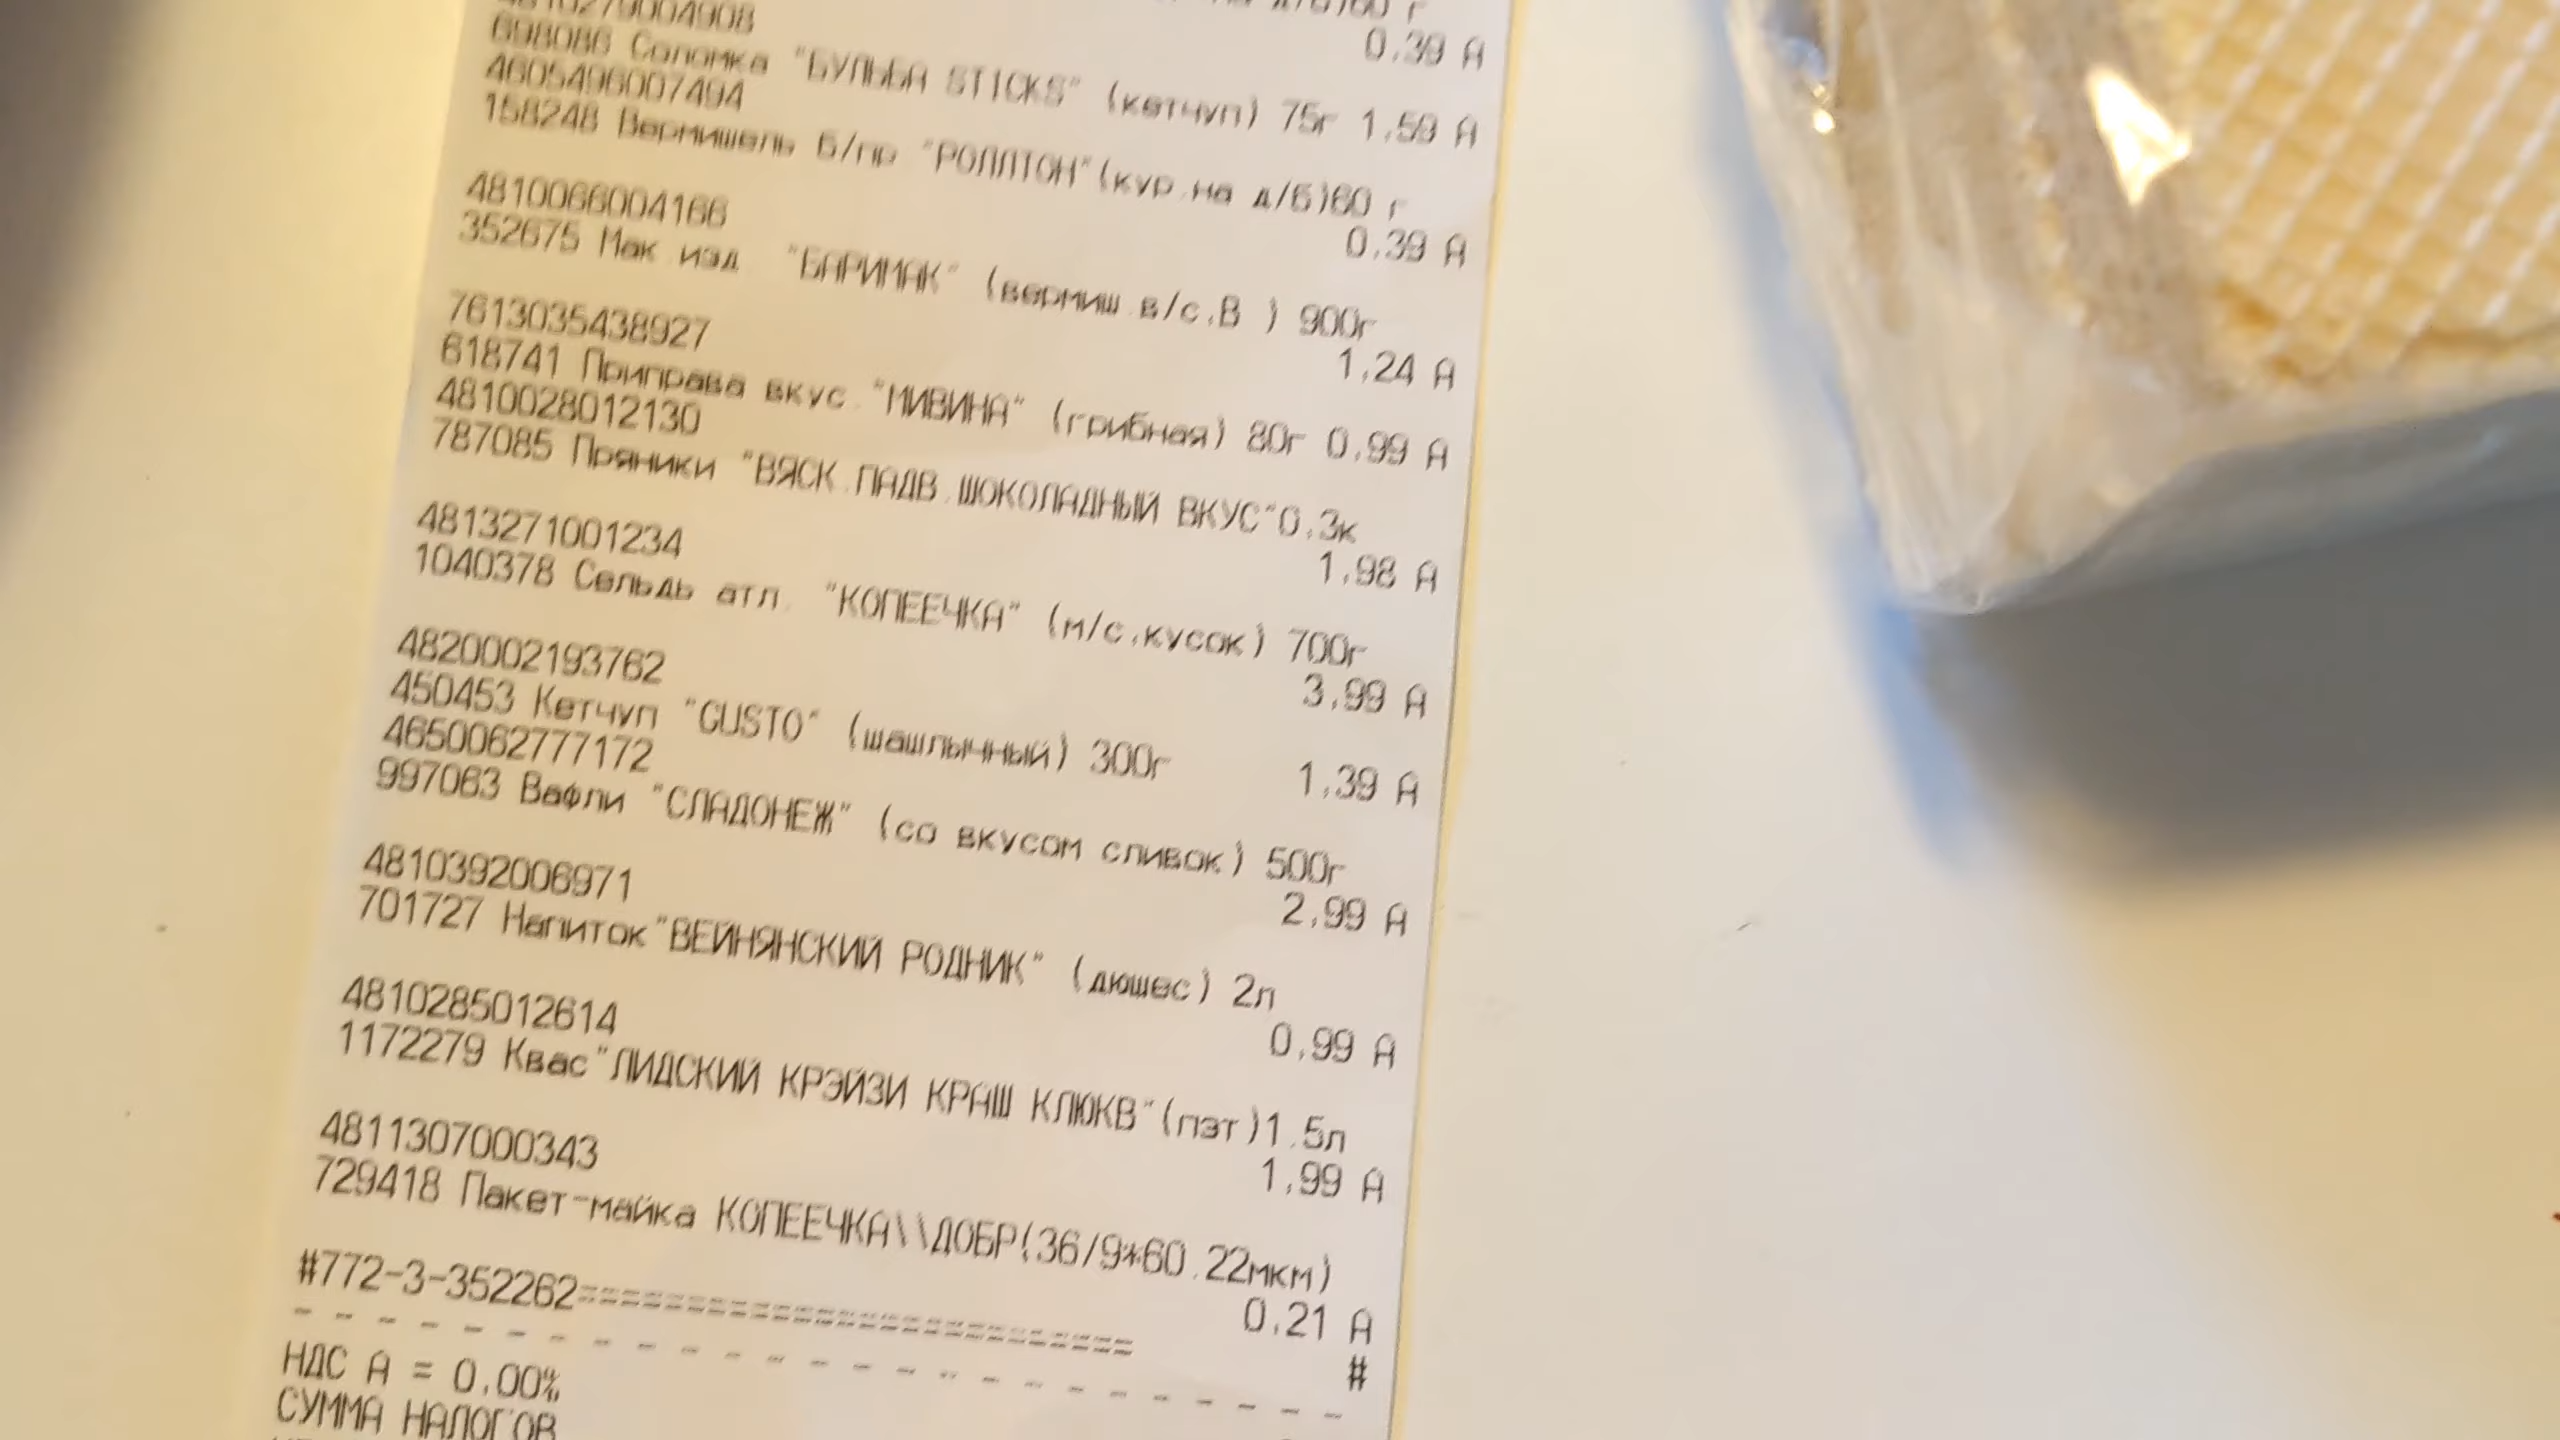 4810279004908
на д/б)60 г
0.39 А
698086 Соломка "БУЛЬБА STICKS" (кетчуп) 75г 1.59 А
4605496007494
158248 Вермишель б/пр "РОЛЛТОН"(кур.на д/б)60 г
0.39 А
4810066004166
352675 Мак.изд. "БАРИМАК" (вермиш.в/с.В ) 900г
1.24 А
7613035438927
618741 Приправа вкус."МИВИНА" (грибная) 80г 0.99 А
4810028012130
787085 Пряники "ВЯСК.ПАДВ.ШОКОЛАДНЫЙ ВКУС"0.3к
1.98 А
4813271001234
1040378 Сельдь атл. "КОПЕЕЧКА" (м/с.кусок) 700г
3.99 А
4820002193762
450453 Кетчуп "GUSTO" (шашлычный) 300г 1.39 А
4650062777172
997063 Вафли "СЛАДОНЕЖ" (со вкусом сливок) 500г
2.99 А
4810392006971
701727 Напиток"ВЕЙНЯНСКИЙ РОДНИК" (дюшес) 2л
0.99 А
4810285012614
1172279 Квас"ЛИДСКИЙ КРЭЙЗИ КРАШ КЛЮКВ"(пэт)1.5л
1.99 А
4811307000343
729418 Пакет-майка КОПЕЕЧКА\\ДОБР(36/9*60.22мкм)
0.21 А
#772-3-352262========================== #
- - - - - - - - - - - - - - - - - - - - - - - - -
НДС А = 0.00%
СУММА НАЛОГОВ